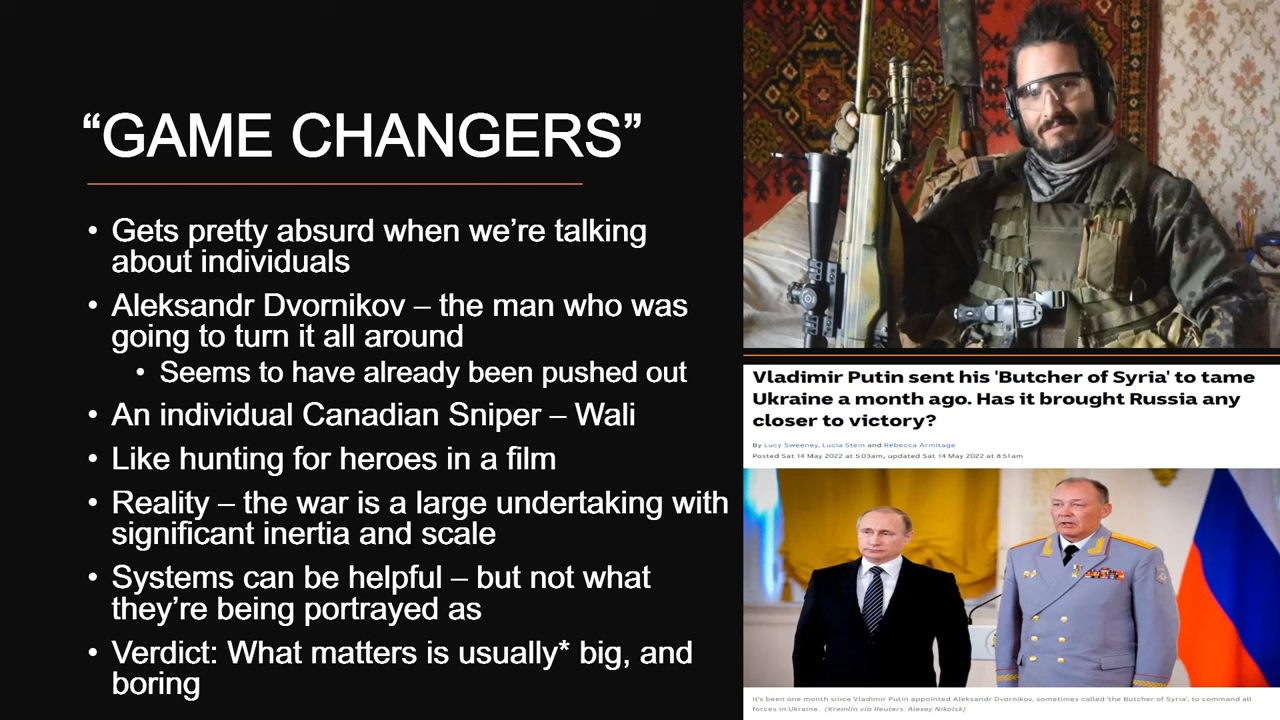 “GAME CHANGERS”
• Gets pretty absurd when we’re talking
about individuals
• Aleksandr Dvornikov – the man who was
going to turn it all around
• Seems to have already been pushed out
• An individual Canadian Sniper – Wali
• Like hunting for heroes in a film
• Reality – the war is a large undertaking with
significant inertia and scale
• Systems can be helpful – but not what
they’re being portrayed as
• Verdict: What matters is usually* big, and
boring
Vladimir Putin sent his 'Butcher of Syria' to tame
Ukraine a month ago. Has it brought Russia any
closer to victory?
By Lucy Sweeney, Lucia Stein and Rebecca Armitage
Posted Sat 14 May 2022 at 5:03am, updated Sat 14 May 2022 at 8:51am
It's been one month since Vladimir Putin appointed Aleksandr Dvornikov, sometimes called 'the Butcher of Syria', to command all
forces in Ukraine. (Kremlin via Reuters: Alexey Nikolsk)